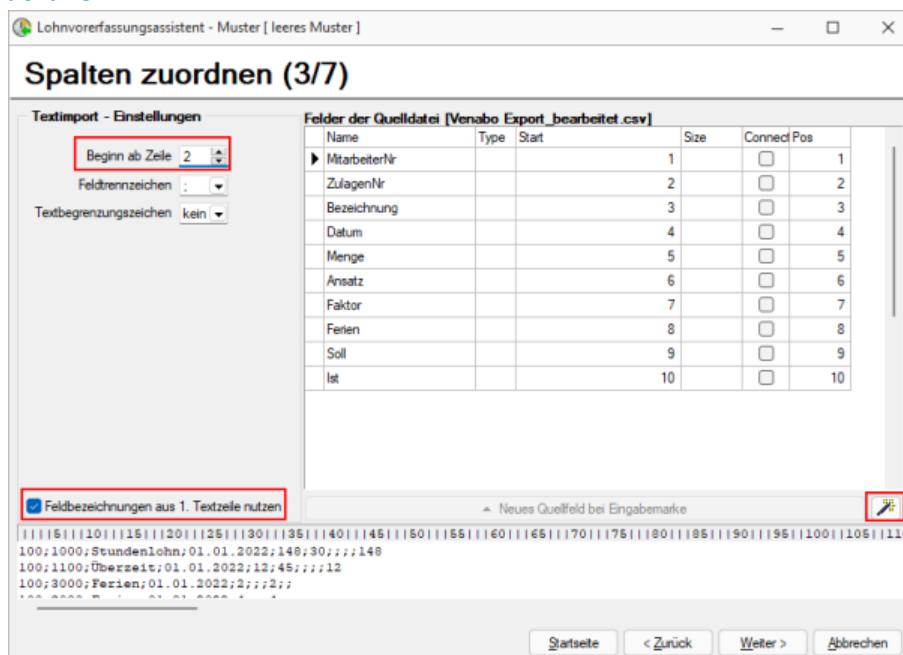 Lohnvorerfassungsassistent - Muster [ leeres Muster ]
Spalten zuordnen (3/7)
Textimport - Einstellungen
Beginn ab Zeile 2
Feldtrennzeichen ;
Textbegrenzungszeichen kein
Felder der Quelldatei [Venabo Export_bearbeitet.csv]
Name Type Start Size Connect Pos
MitarbeiterNr 1 1
ZulagenNr 2 2
Bezeichnung 3 3
Datum 4 4
Menge 5 5
Ansatz 6 6
Faktor 7 7
Ferien 8 8
Soll 9 9
Ist 10 10
Feldbezeichnungen aus 1. Textzeile nutzen
Neues Quellfeld bei Eingabemarke
||||5|||10|||15|||20|||25|||30|||35|||40|||45|||50|||55|||60|||65|||70|||75|||80|||85|||90|||95|||100||105||11
100;1000;Stundenlohn;01.01.2022;148;30;;;;148
100;1100;Überzeit;01.01.2022;12;45;;;;12
100;3000;Ferien;01.01.2022;2;;;2;;
Startseite < Zurück Weiter > Abbrechen